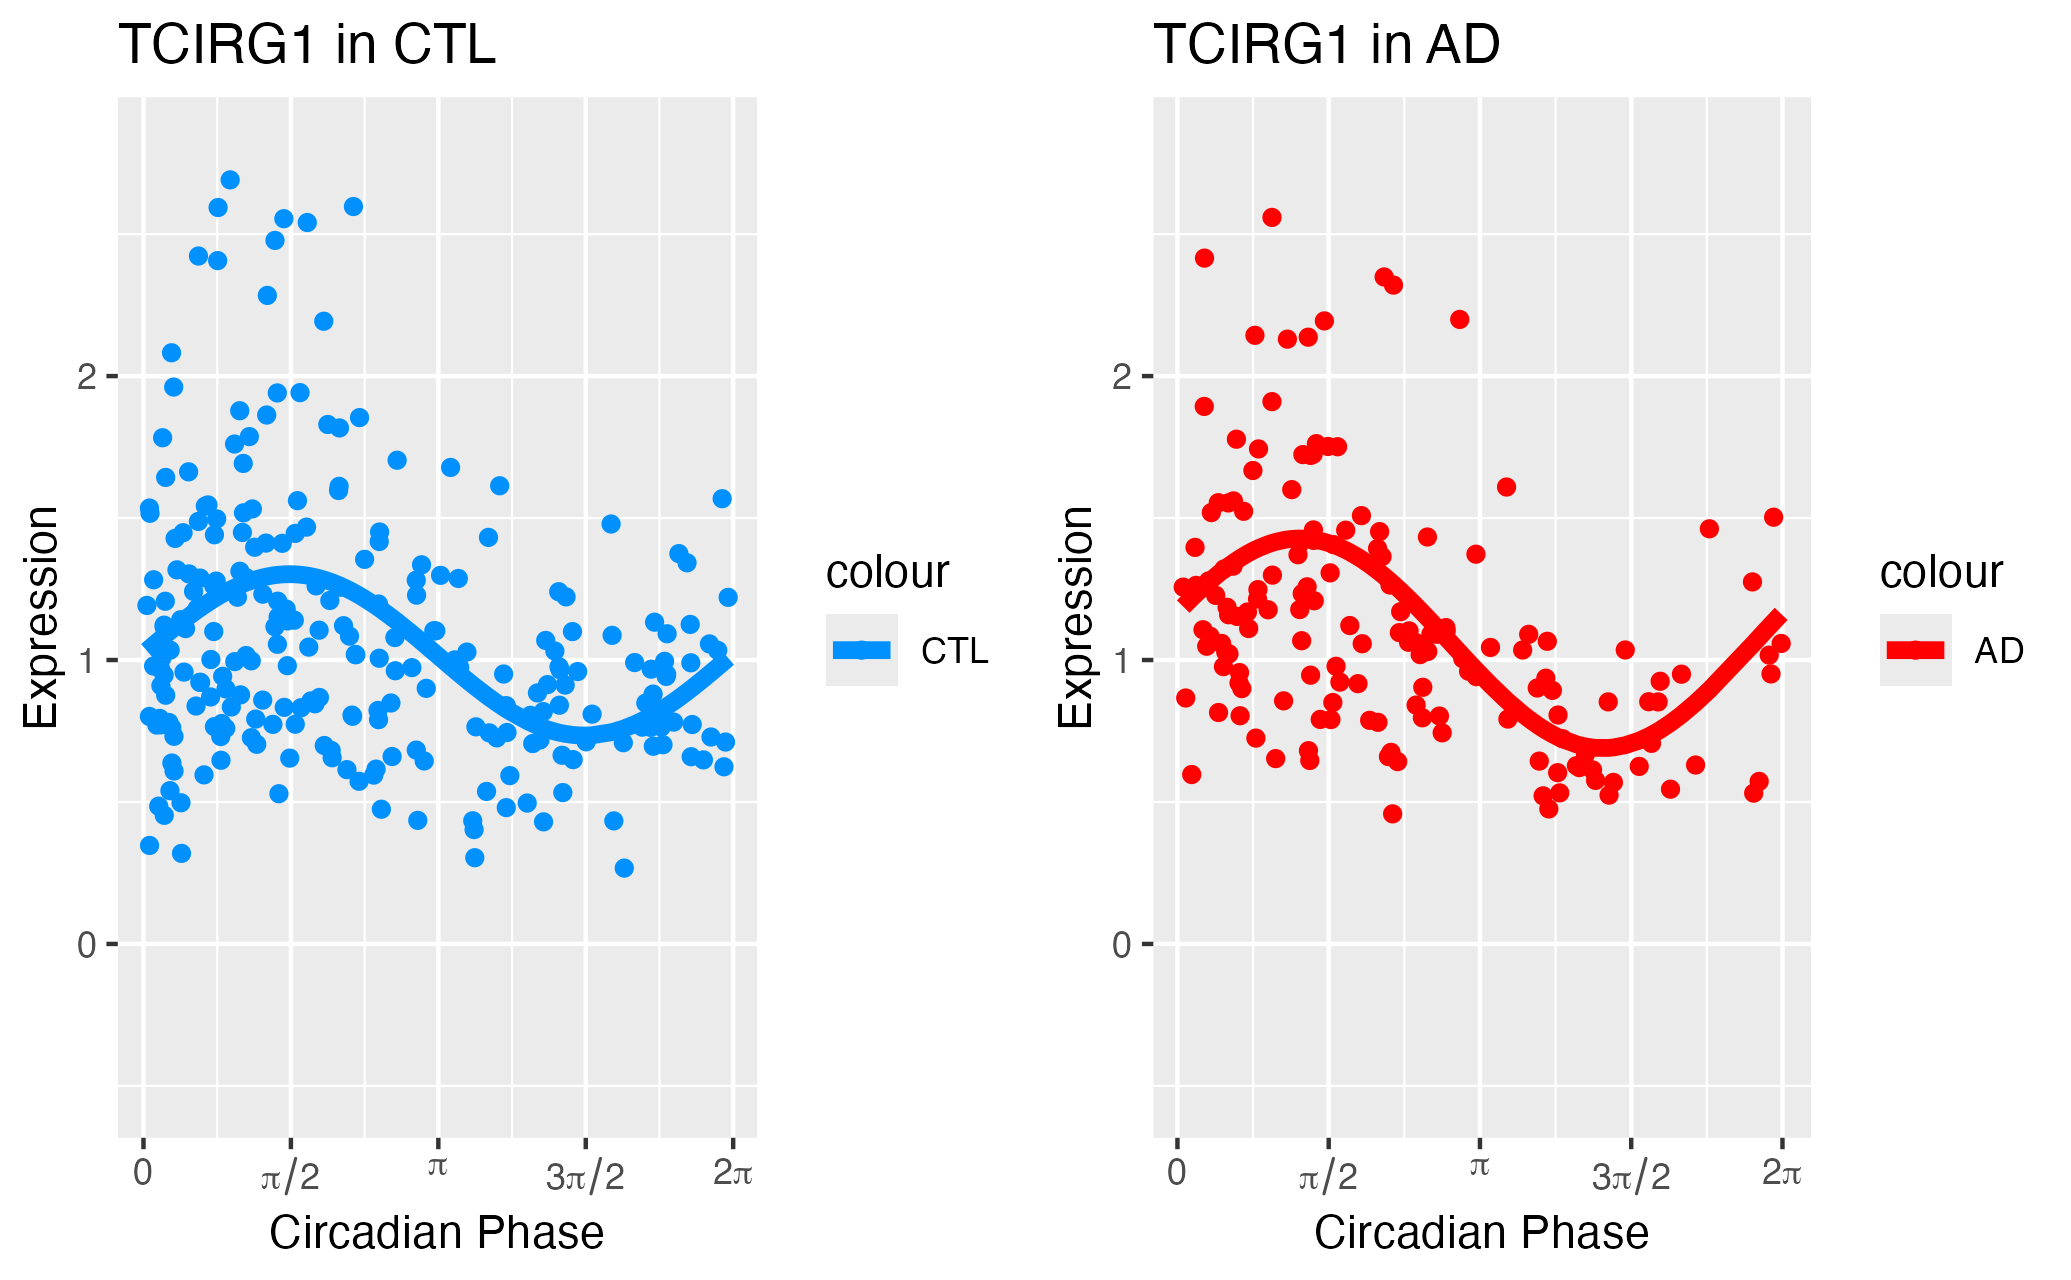 TCIRG1 in CTL
Expression
2
1
0
0 π/2 π 3π/2 2π
Circadian Phase
colour
CTL
TCIRG1 in AD
Expression
2
1
0
0 π/2 π 3π/2 2π
Circadian Phase
colour
AD